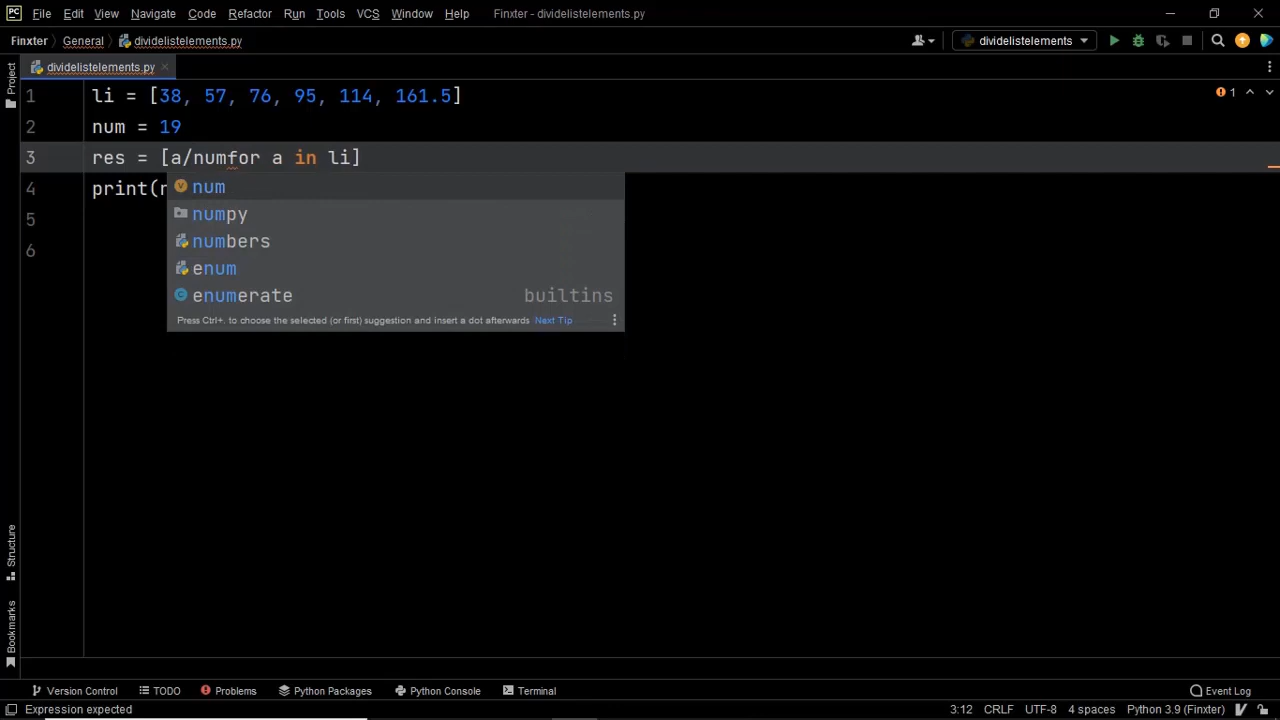 PC File Edit View Navigate Code Refactor Run Tools VCS Window Help Finxter - dividelistelements.py
Finxter General dividelistelements.py dividelistelements
dividelistelements.py
Project
1 li = [38, 57, 76, 95, 114, 161.5] 1
2 num = 19
3 res = [a/numfor a in li]
4 print(r
num
5 numpy
6 numbers
enum
enumerate builtins
Press Ctrl+. to choose the selected (or first) suggestion and insert a dot afterwards Next Tip
Structure
Bookmarks
Version Control TODO Problems Python Packages Python Console Terminal Event Log
Expression expected 3:12 CRLF UTF-8 4 spaces Python 3.9 (Finxter)